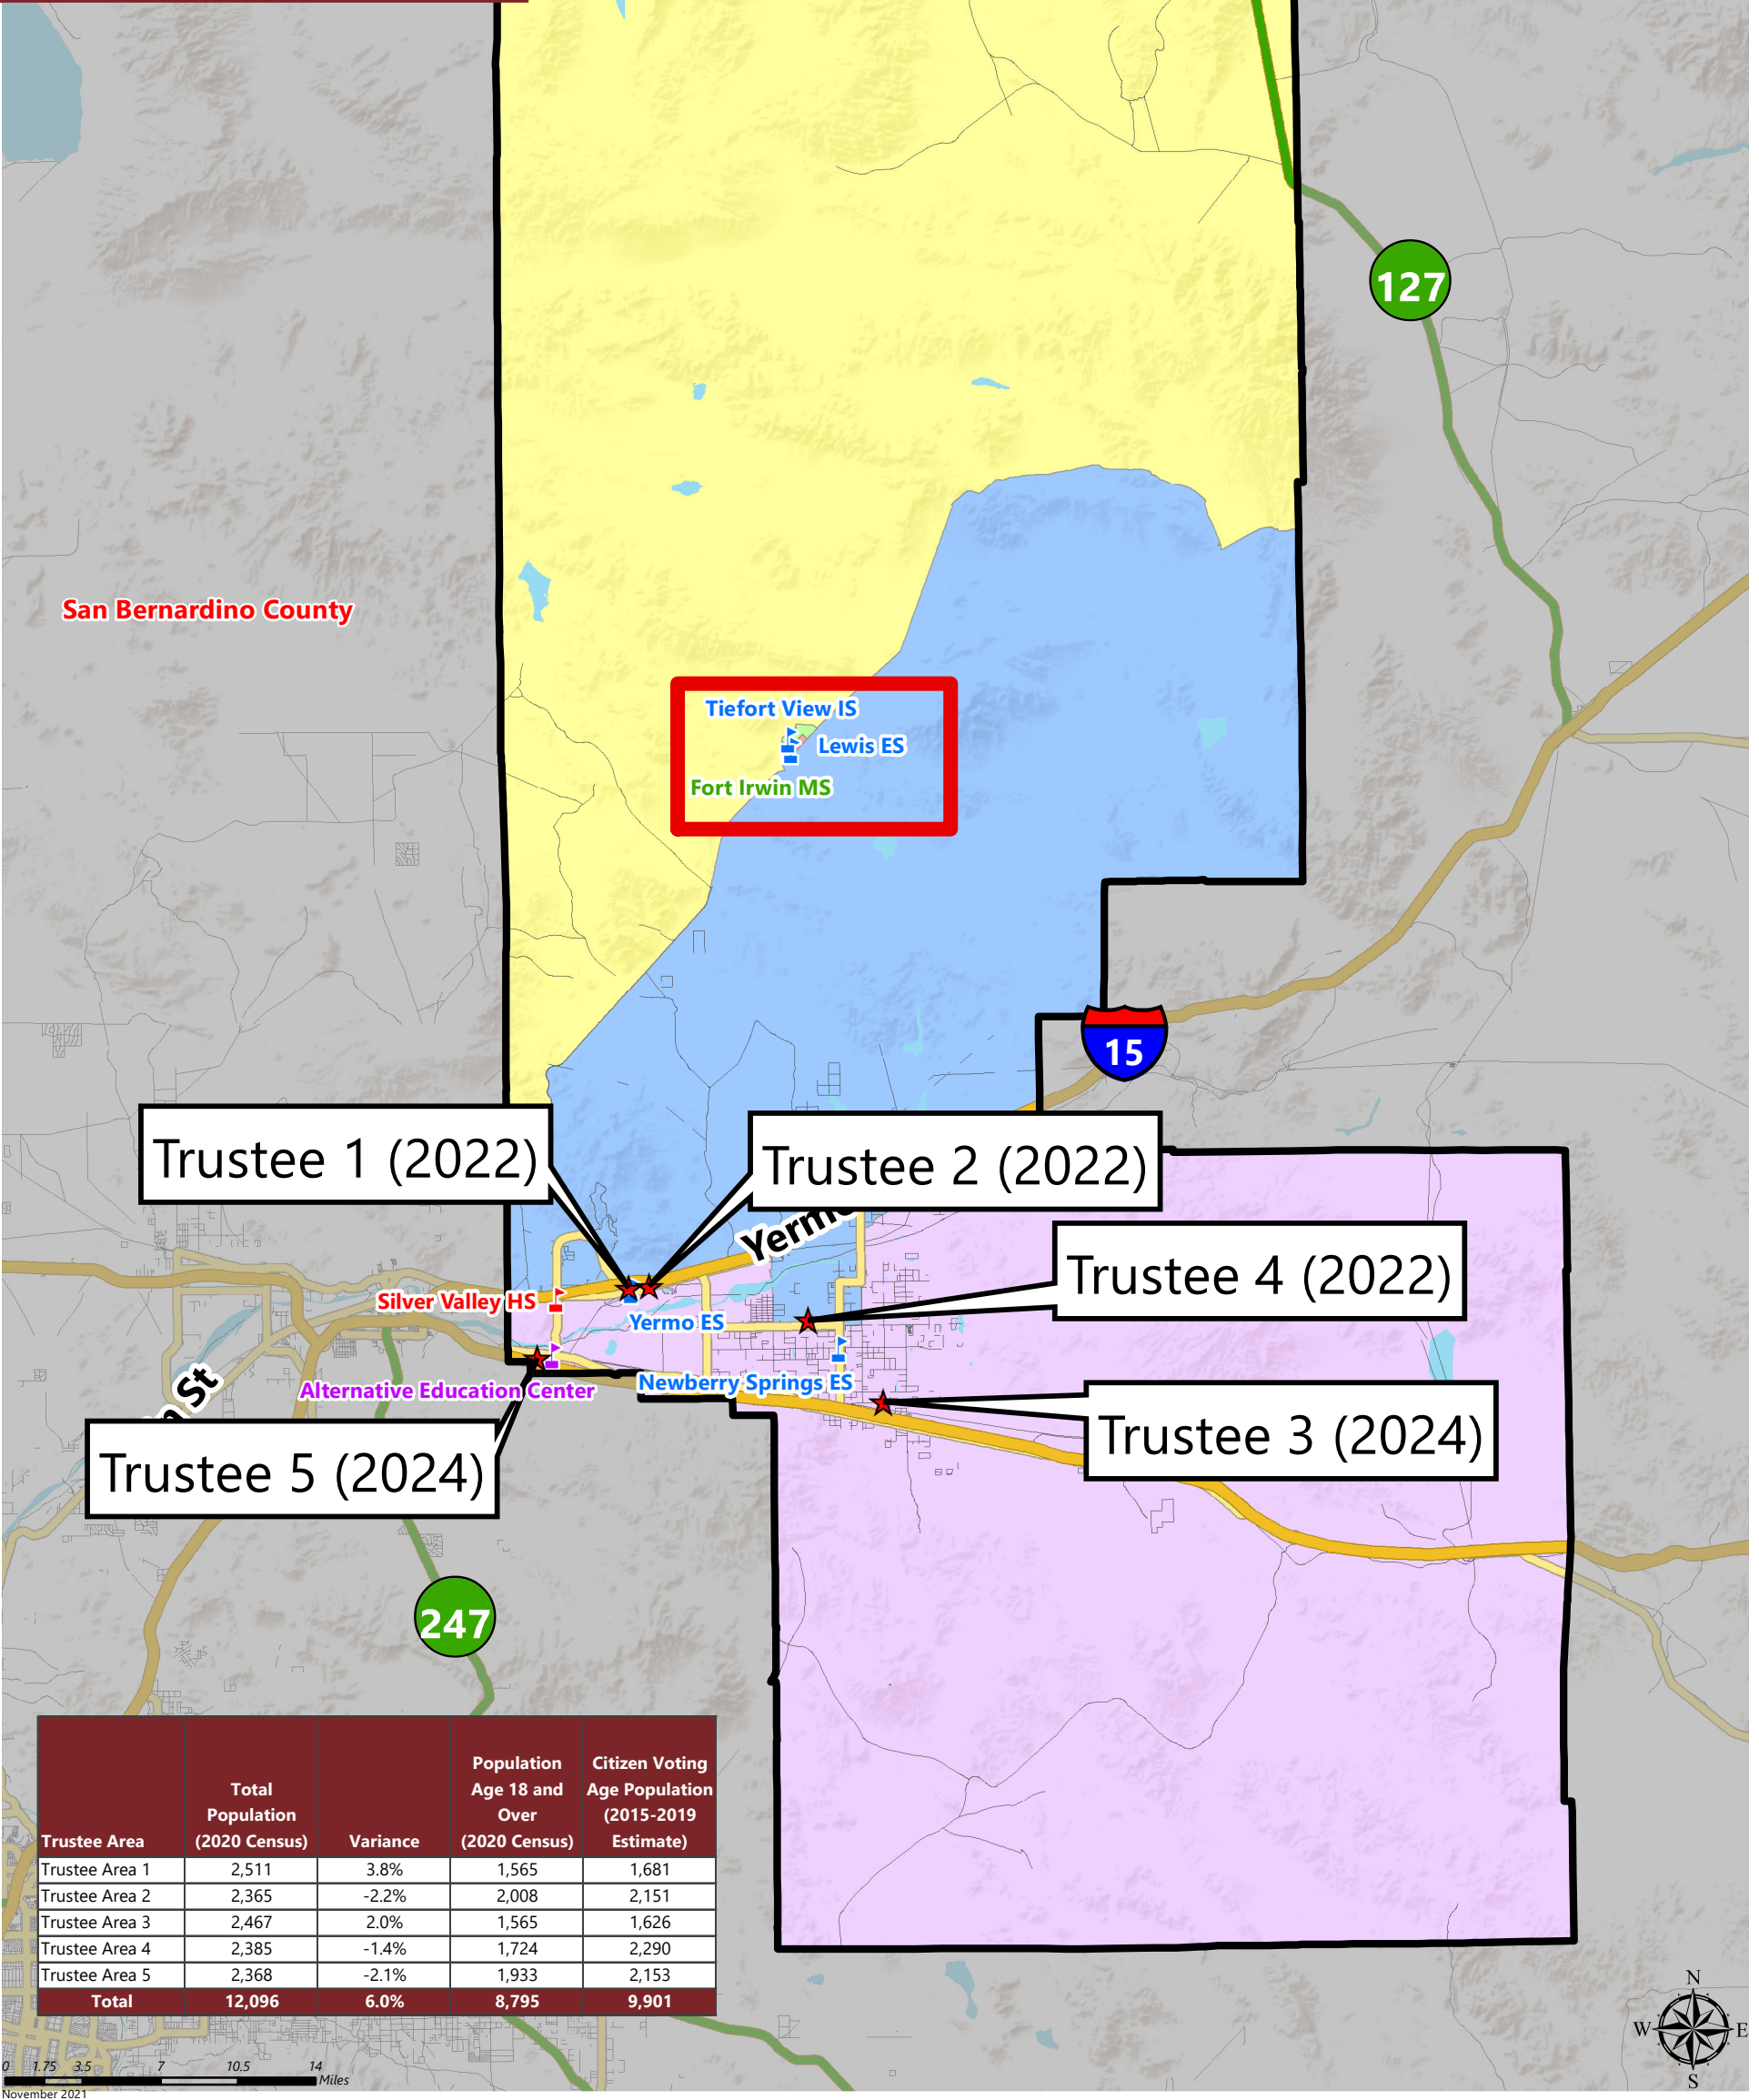 127
San Bernardino County
Tiefort View IS
Lewis ES
Fort Irwin MS
15
Trustee 1 (2022)
Trustee 2 (2022)
Trustee 4 (2022)
Silver Valley HS
Yermo ES
Alternative Education Center
Newberry Springs ES
St
Trustee 5 (2024)
Trustee 3 (2024)
247
Trustee Area | Total Population (2020 Census) | Variance | Population Age 18 and Over (2020 Census) | Citizen Voting Age Population (2015-2019 Estimate)
Trustee Area 1 | 2,511 | 3.8% | 1,565 | 1,681
Trustee Area 2 | 2,365 | -2.2% | 2,008 | 2,151
Trustee Area 3 | 2,467 | 2.0% | 1,565 | 1,626
Trustee Area 4 | 2,385 | -1.4% | 1,724 | 2,290
Trustee Area 5 | 2,368 | -2.1% | 1,933 | 2,153
Total | 12,096 | 6.0% | 8,795 | 9,901
N
W E
S
0 1.75 3.5 7 10.5 14
Miles
November 2021